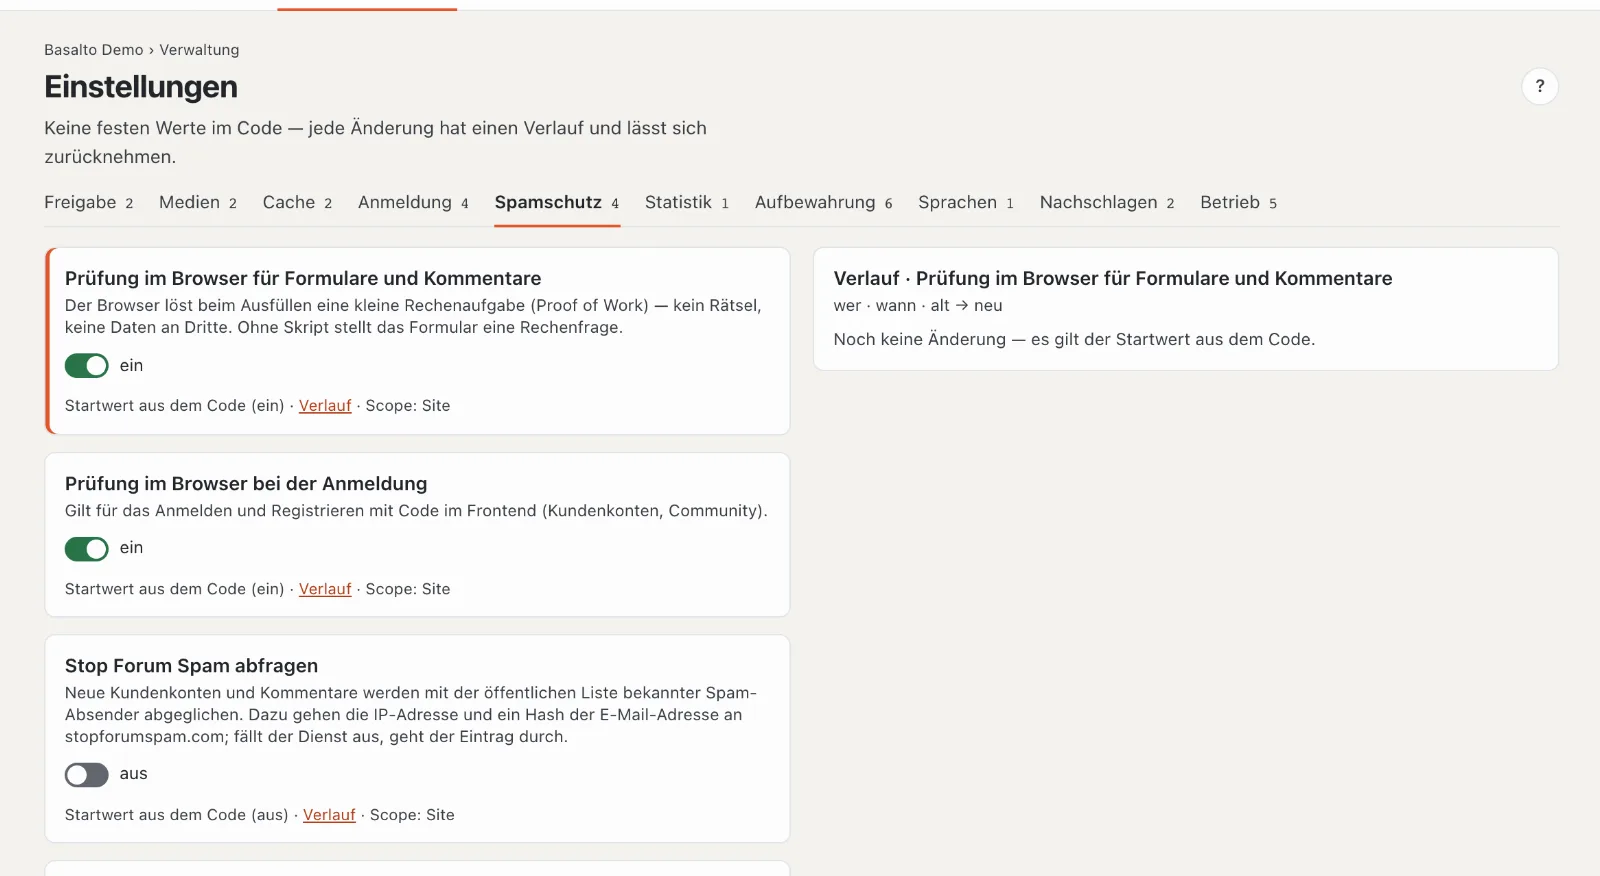 Basalto Demo › Verwaltung
Einstellungen
?
Keine festen Werte im Code — jede Änderung hat einen Verlauf und lässt sich
zurücknehmen.
Freigabe 2 Medien 2 Cache 2 Anmeldung 4 Spamschutz 4 Statistik 1 Aufbewahrung 6 Sprachen 1 Nachschlagen 2 Betrieb 5
Prüfung im Browser für Formulare und Kommentare
Der Browser löst beim Ausfüllen eine kleine Rechenaufgabe (Proof of Work) — kein Rätsel,
keine Daten an Dritte. Ohne Skript stellt das Formular eine Rechenfrage.
ein
Startwert aus dem Code (ein) · Verlauf · Scope: Site
Prüfung im Browser bei der Anmeldung
Gilt für das Anmelden und Registrieren mit Code im Frontend (Kundenkonten, Community).
ein
Startwert aus dem Code (ein) · Verlauf · Scope: Site
Stop Forum Spam abfragen
Neue Kundenkonten und Kommentare werden mit der öffentlichen Liste bekannter Spam-
Absender abgeglichen. Dazu gehen die IP-Adresse und ein Hash der E-Mail-Adresse an
stopforumspam.com; fällt der Dienst aus, geht der Eintrag durch.
aus
Startwert aus dem Code (aus) · Verlauf · Scope: Site
Verlauf · Prüfung im Browser für Formulare und Kommentare
wer · wann · alt → neu
Noch keine Änderung — es gilt der Startwert aus dem Code.